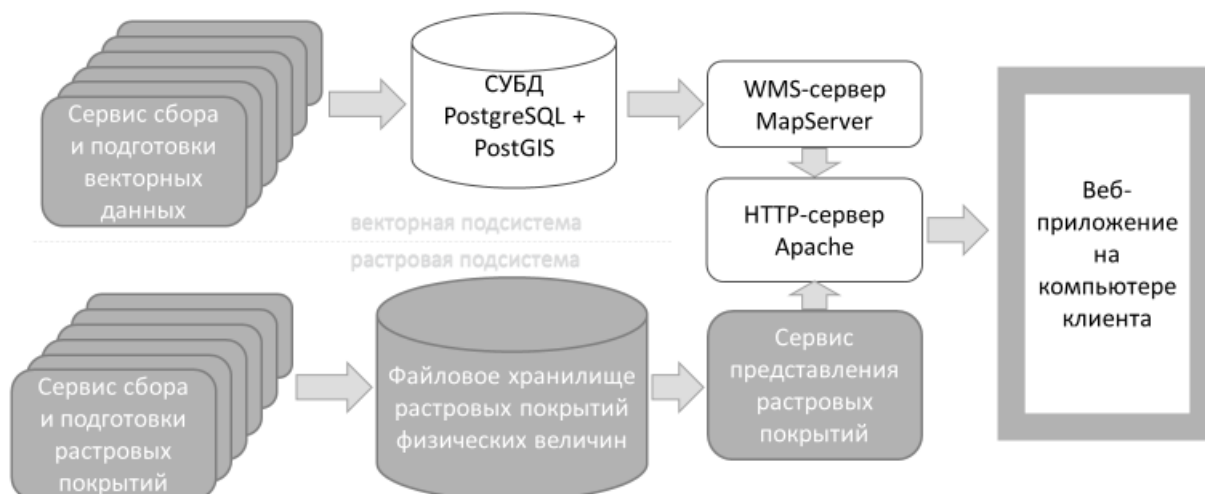 Сервис сбора
и подготовки
векторных
данных
СУБД
PostgreSQL +
PostGIS
WMS-сервер
MapServer
HTTP-сервер
Apache
Веб-
приложение
на
компьютере
клиента
векторная подсистема
растровая подсистема
Сервис сбора
и подготовки
растровых
покрытий
Файловое хранилище
растровых покрытий
физических величин
Сервис
представления
растровых
покрытий